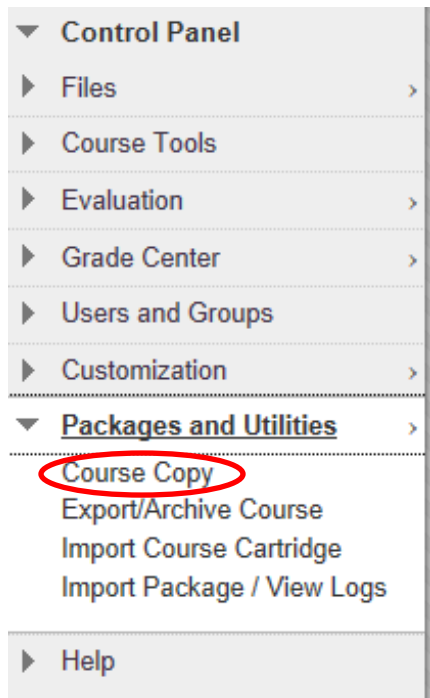 Control Panel
Files
Course Tools
Evaluation
Grade Center
Users and Groups
Customization
Packages and Utilities
Course Copy
Export/Archive Course
Import Course Cartridge
Import Package / View Logs
Help